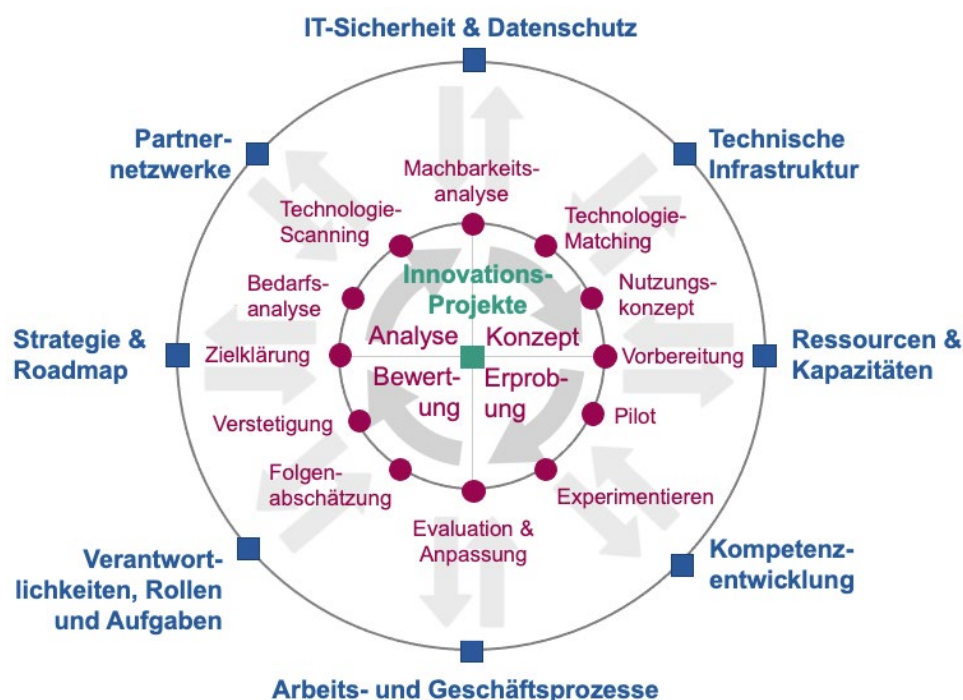 IT-Sicherheit & Datenschutz
Partner-
netzwerke
Technische
Infrastruktur
Machbarkeits-
analyse
Technologie-
Scanning
Technologie-
Matching
Innovations-
Projekte
Bedarfs-
analyse
Nutzungs-
konzept
Analyse
Konzept
Strategie &
Roadmap
Zielklärung
Vorbereitung
Ressourcen &
Kapazitäten
Bewert-
ung
Erprob-
ung
Verstetigung
Pilot
Folgen-
abschätzung
Experimentieren
Evaluation &
Anpassung
Verantwort-
lichkeiten, Rollen
und Aufgaben
Kompetenz-
entwicklung
Arbeits- und Geschäftsprozesse